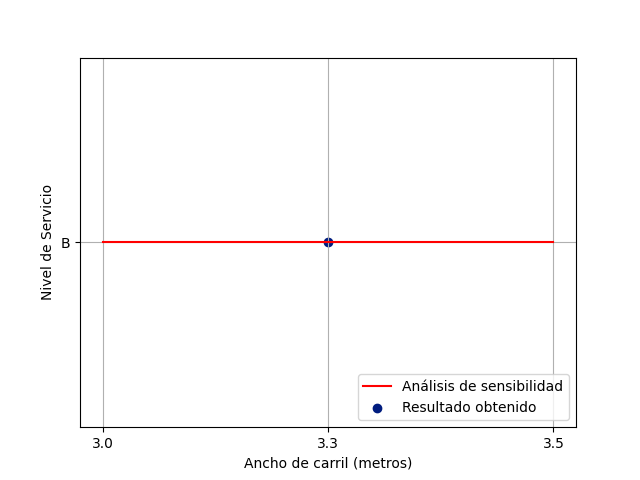 Nivel de Servicio
B
Análisis de sensibilidad
Resultado obtenido
3.0 3.3 3.5
Ancho de carril (metros)